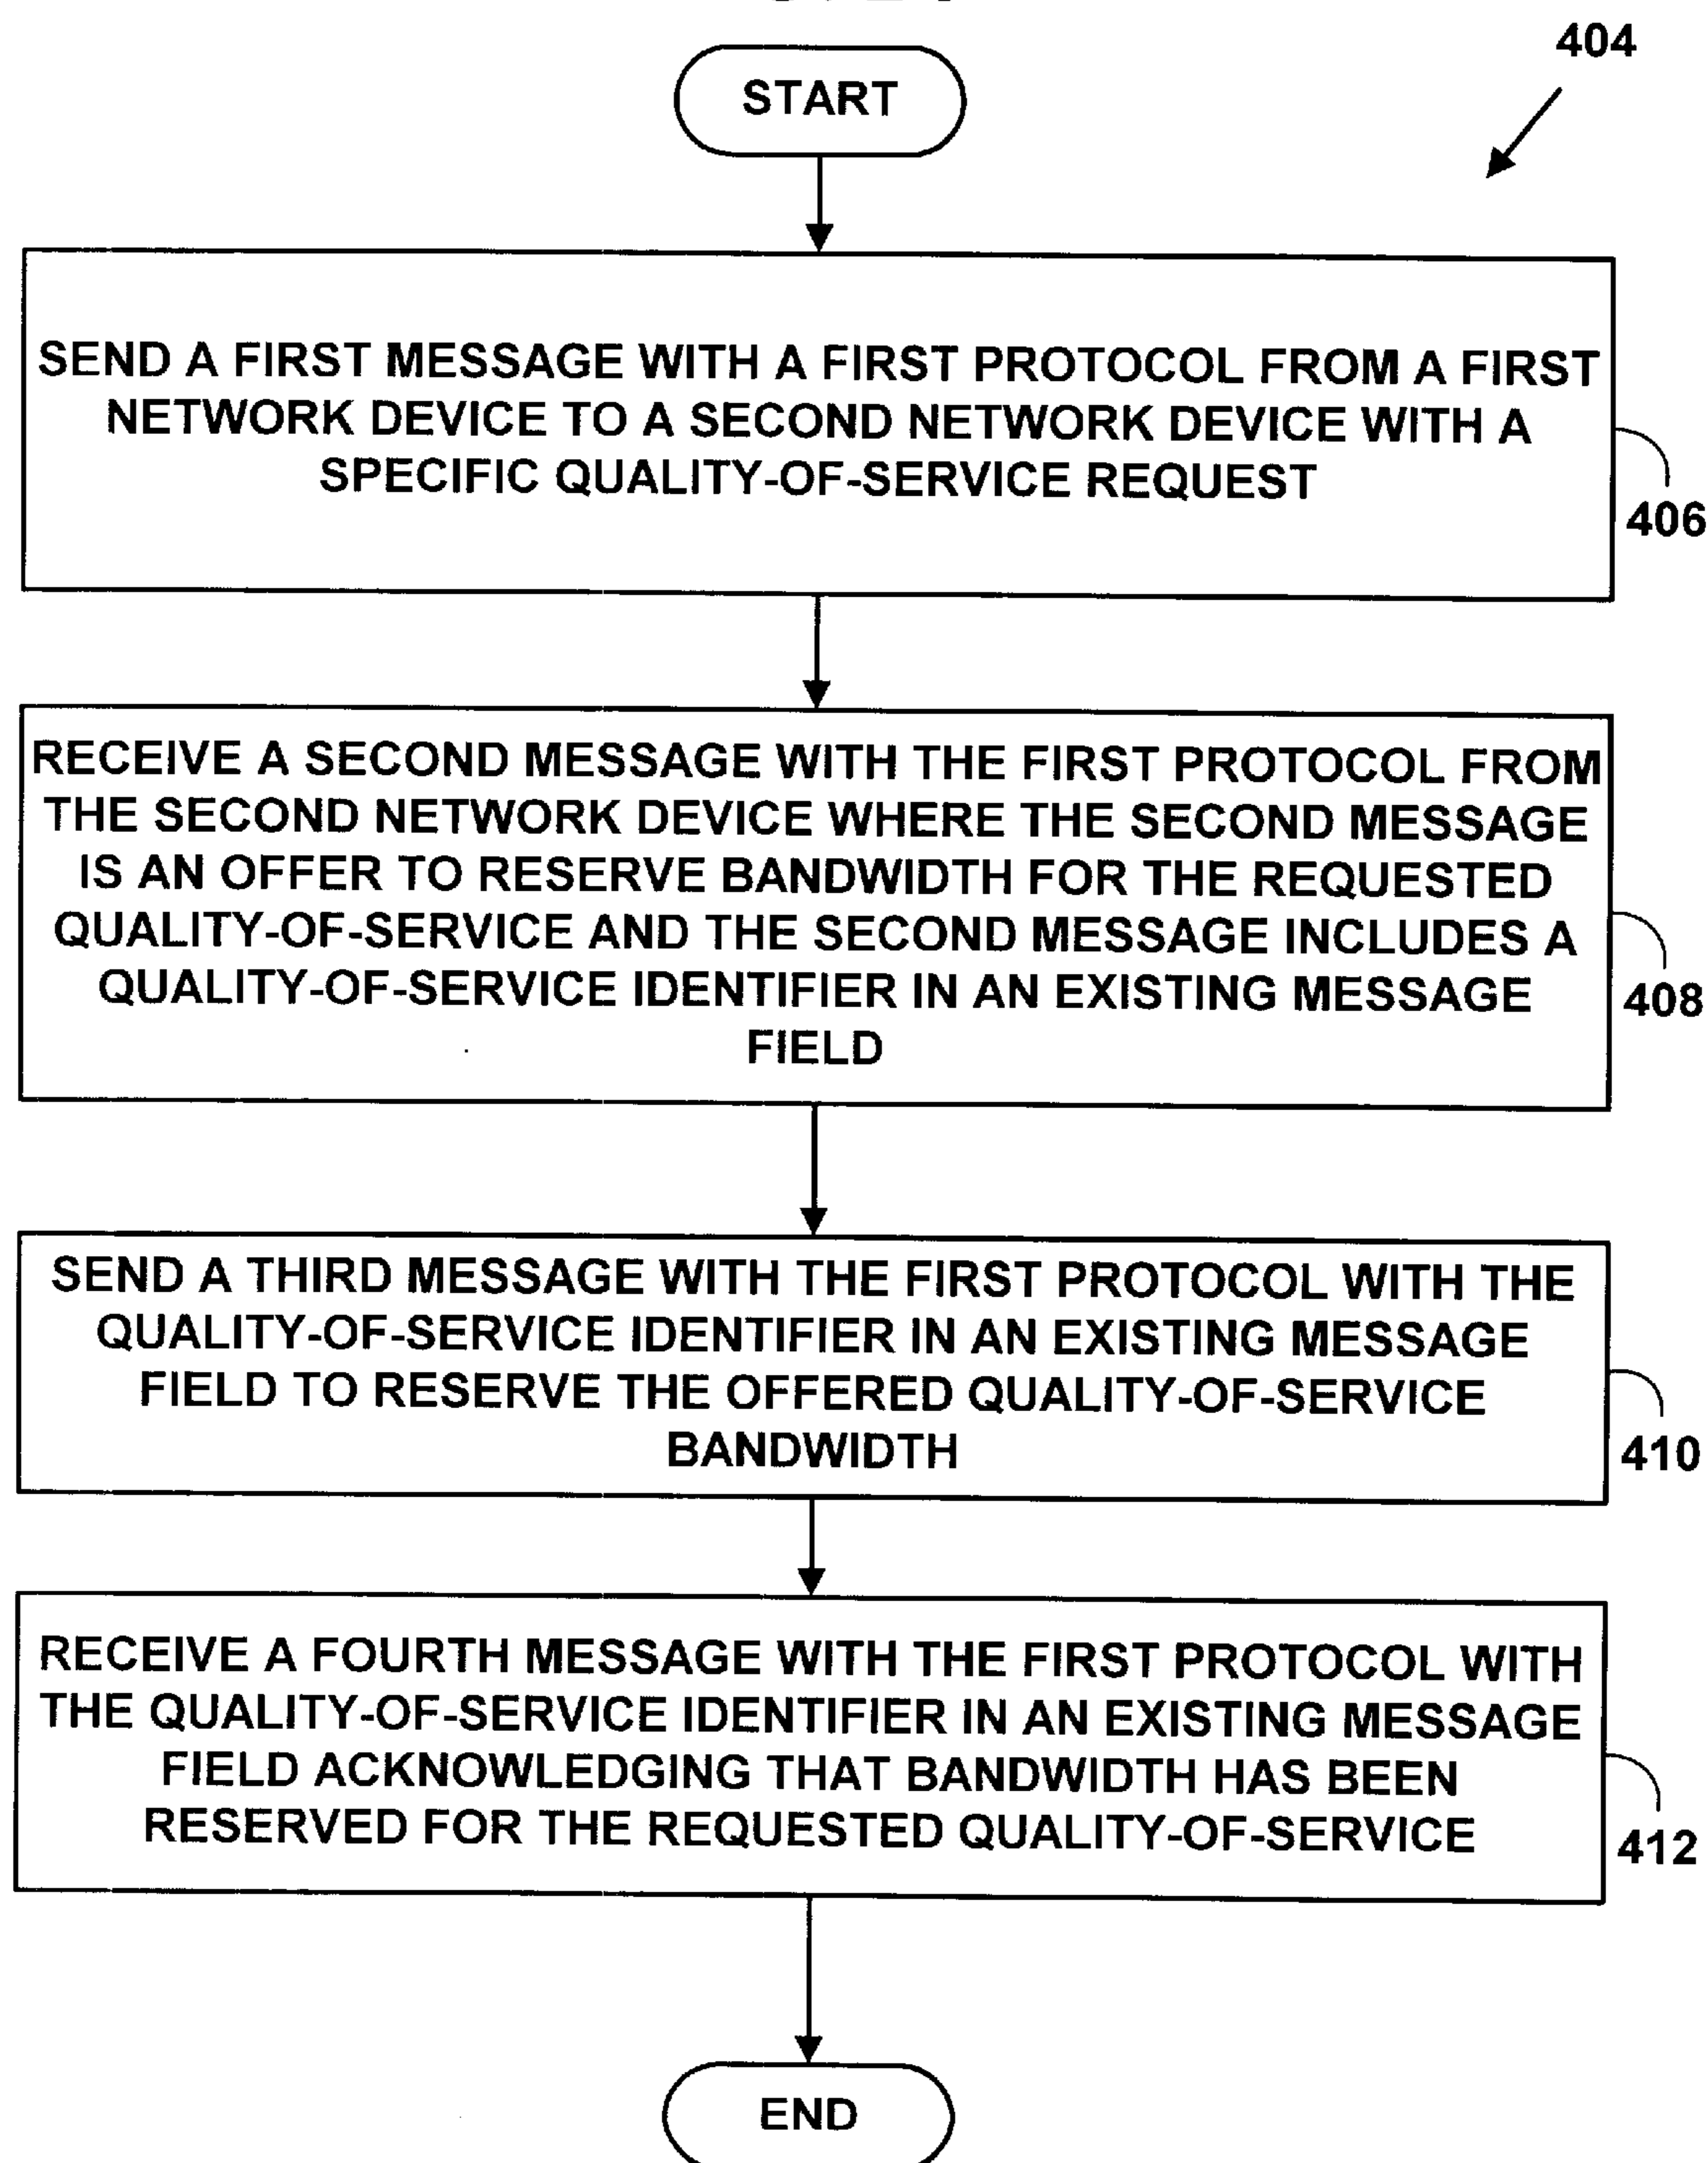 404
START
SEND A FIRST MESSAGE WITH A FIRST PROTOCOL FROM A FIRST
NETWORK DEVICE TO A SECOND NETWORK DEVICE WITH A
SPECIFIC QUALITY-OF-SERVICE REQUEST
406
RECEIVE A SECOND MESSAGE WITH THE FIRST PROTOCOL FROM
THE SECOND NETWORK DEVICE WHERE THE SECOND MESSAGE
IS AN OFFER TO RESERVE BANDWIDTH FOR THE REQUESTED
QUALITY-OF-SERVICE AND THE SECOND MESSAGE INCLUDES A
QUALITY-OF-SERVICE IDENTIFIER IN AN EXISTING MESSAGE
FIELD
408
SEND A THIRD MESSAGE WITH THE FIRST PROTOCOL WITH THE
QUALITY-OF-SERVICE IDENTIFIER IN AN EXISTING MESSAGE
FIELD TO RESERVE THE OFFERED QUALITY-OF-SERVICE
BANDWIDTH
410
RECEIVE A FOURTH MESSAGE WITH THE FIRST PROTOCOL WITH
THE QUALITY-OF-SERVICE IDENTIFIER IN AN EXISTING MESSAGE
FIELD ACKNOWLEDGING THAT BANDWIDTH HAS BEEN
RESERVED FOR THE REQUESTED QUALITY-OF-SERVICE
412
END